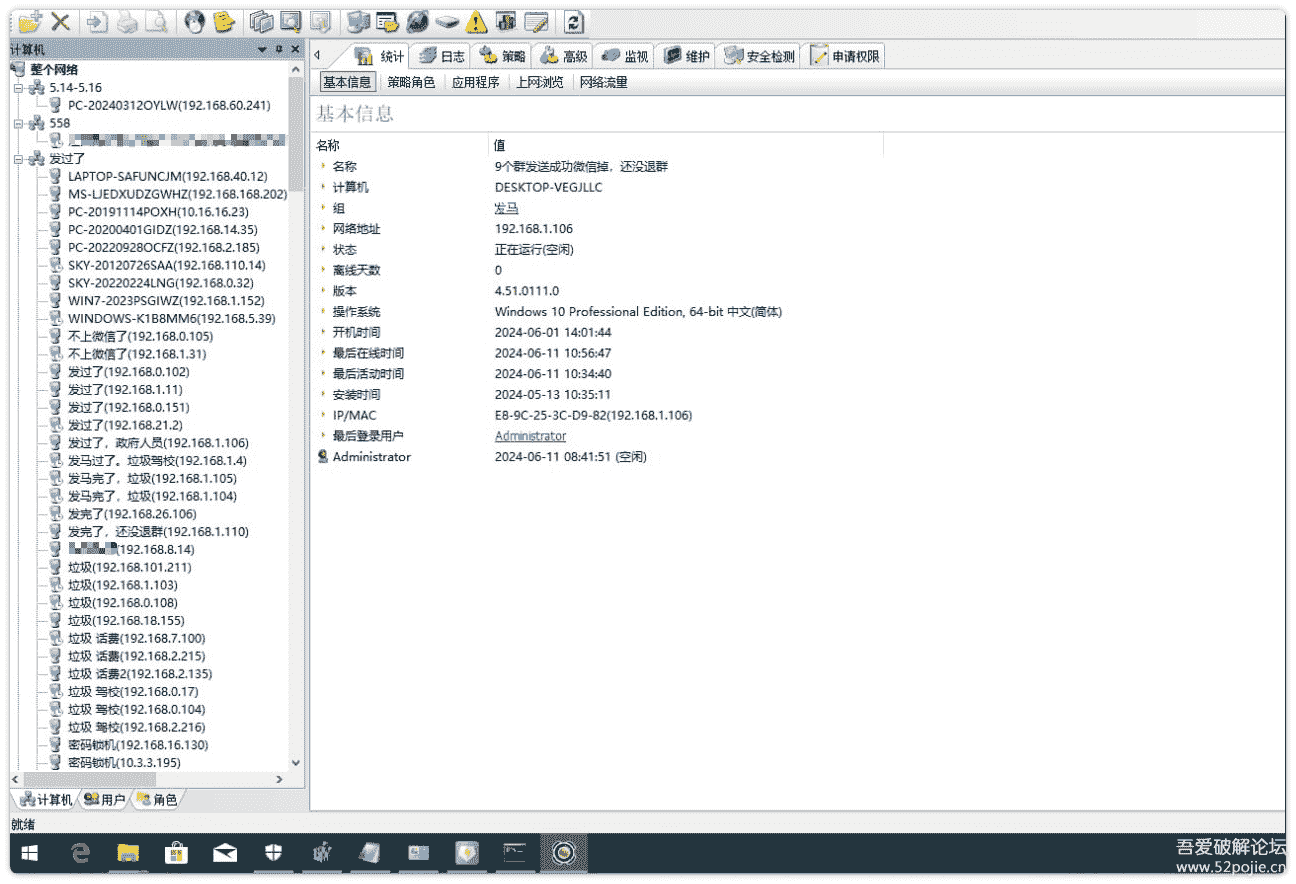 计算机
整个网络
5.14-5.16
PC-20240312OYLW(192.168.60.241)
558
发过了
LAPTOP-SAFUNCJM(192.168.40.12)
MS-LJEDXUDZGWHZ(192.168.168.202)
PC-20191114POXH(10.16.16.23)
PC-20200401GIDZ(192.168.14.35)
PC-20220928OCFZ(192.168.2.185)
SKY-20120726SAA(192.168.110.14)
SKY-20220224LNG(192.168.0.32)
WIN7-2023PSGIWZ(192.168.1.152)
WINDOWS-K1B8MM6(192.168.5.39)
不上微信了(192.168.0.105)
不上微信了(192.168.1.31)
发过了(192.168.0.102)
发过了(192.168.1.11)
发过了(192.168.0.151)
发过了(192.168.21.2)
发过了，政府人员(192.168.1.106)
发马过了。垃圾驾校(192.168.1.4)
发马完了，垃圾(192.168.1.105)
发马完了，垃圾(192.168.1.104)
发完了(192.168.26.106)
发完了，还没退群(192.168.1.110)
(192.168.8.14)
垃圾(192.168.101.211)
垃圾(192.168.1.103)
垃圾(192.168.0.108)
垃圾(192.168.18.155)
垃圾 话费(192.168.7.100)
垃圾 话费(192.168.2.215)
垃圾 话费2(192.168.2.135)
垃圾 驾校(192.168.0.17)
垃圾 驾校(192.168.0.104)
垃圾 驾校(192.168.2.216)
密码锁机(192.168.16.130)
密码锁机(10.3.3.195)
计算机 用户 角色
就绪
统计 日志 策略 高级 监视 维护 安全检测 申请权限
基本信息 策略角色 应用程序 上网浏览 网络流量
基本信息
名称 值
名称 9个群发送成功微信掉，还没退群
计算机 DESKTOP-VEGJLLC
组 发马
网络地址 192.168.1.106
状态 正在运行(空闲)
离线天数 0
版本 4.51.0111.0
操作系统 Windows 10 Professional Edition, 64-bit 中文(简体)
开机时间 2024-06-01 14:01:44
最后在线时间 2024-06-11 10:56:47
最后活动时间 2024-06-11 10:34:40
安装时间 2024-05-13 10:35:11
IP/MAC E8-9C-25-3C-D9-82(192.168.1.106)
最后登录用户 Administrator
Administrator 2024-06-11 08:41:51 (空闲)
吾爱破解论坛
www.52pojie.cn